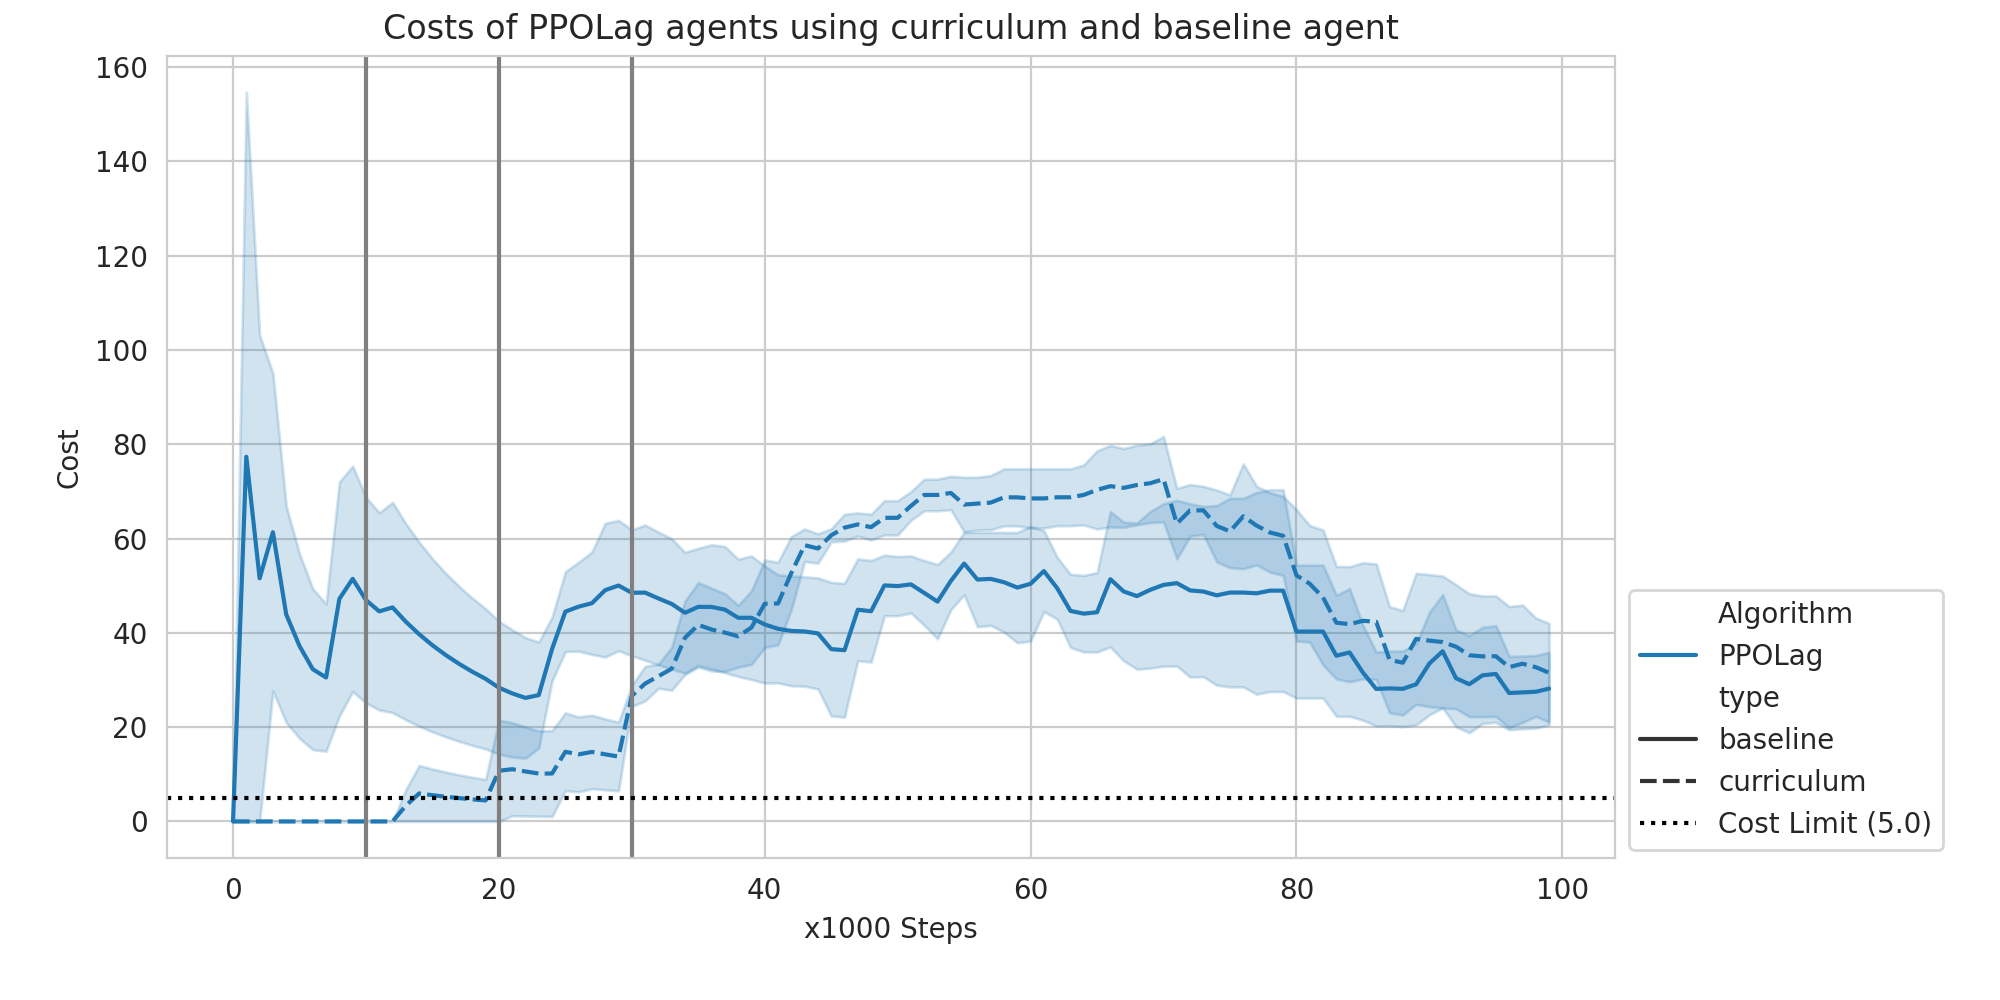 Costs of PPOLag agents using curriculum and baseline agent
160
140
120
100
80
60
40
20
0
Cost
0 20 40 60 80 100
x1000 Steps
Algorithm
PPOLag
type
baseline
curriculum
Cost Limit (5.0)